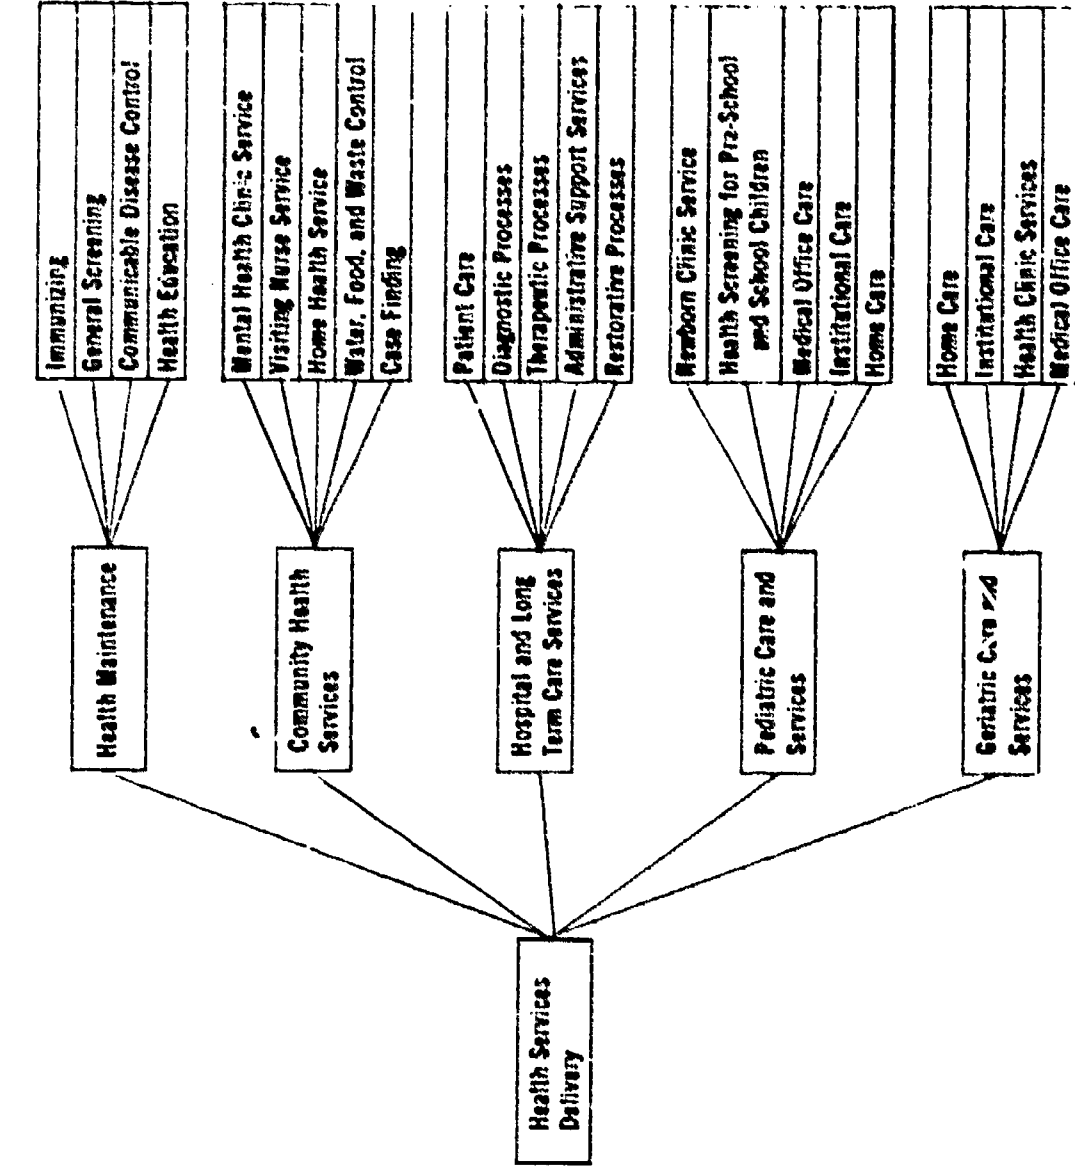 Health Services
Delivery
Health Maintenance
Immunizing
General Screening
Communicable Disease Control
Health Education
Community Health
Services
Mental Health Clinic Service
Visiting Nurse Service
Home Health Service
Water, Food, and Waste Control
Case Finding
Hospital and Long
Term Care Services
Patient Care
Diagnostic Processes
Therapeutic Processes
Administrative Support Services
Restorative Processes
Pediatric Care and
Services
Newborn Clinic Service
Health Screening for Pre-School
and School Children
Medical Office Care
Institutional Care
Home Care
Geriatric Care and
Services
Home Care
Institutional Care
Health Clinic Services
Medical Office Care